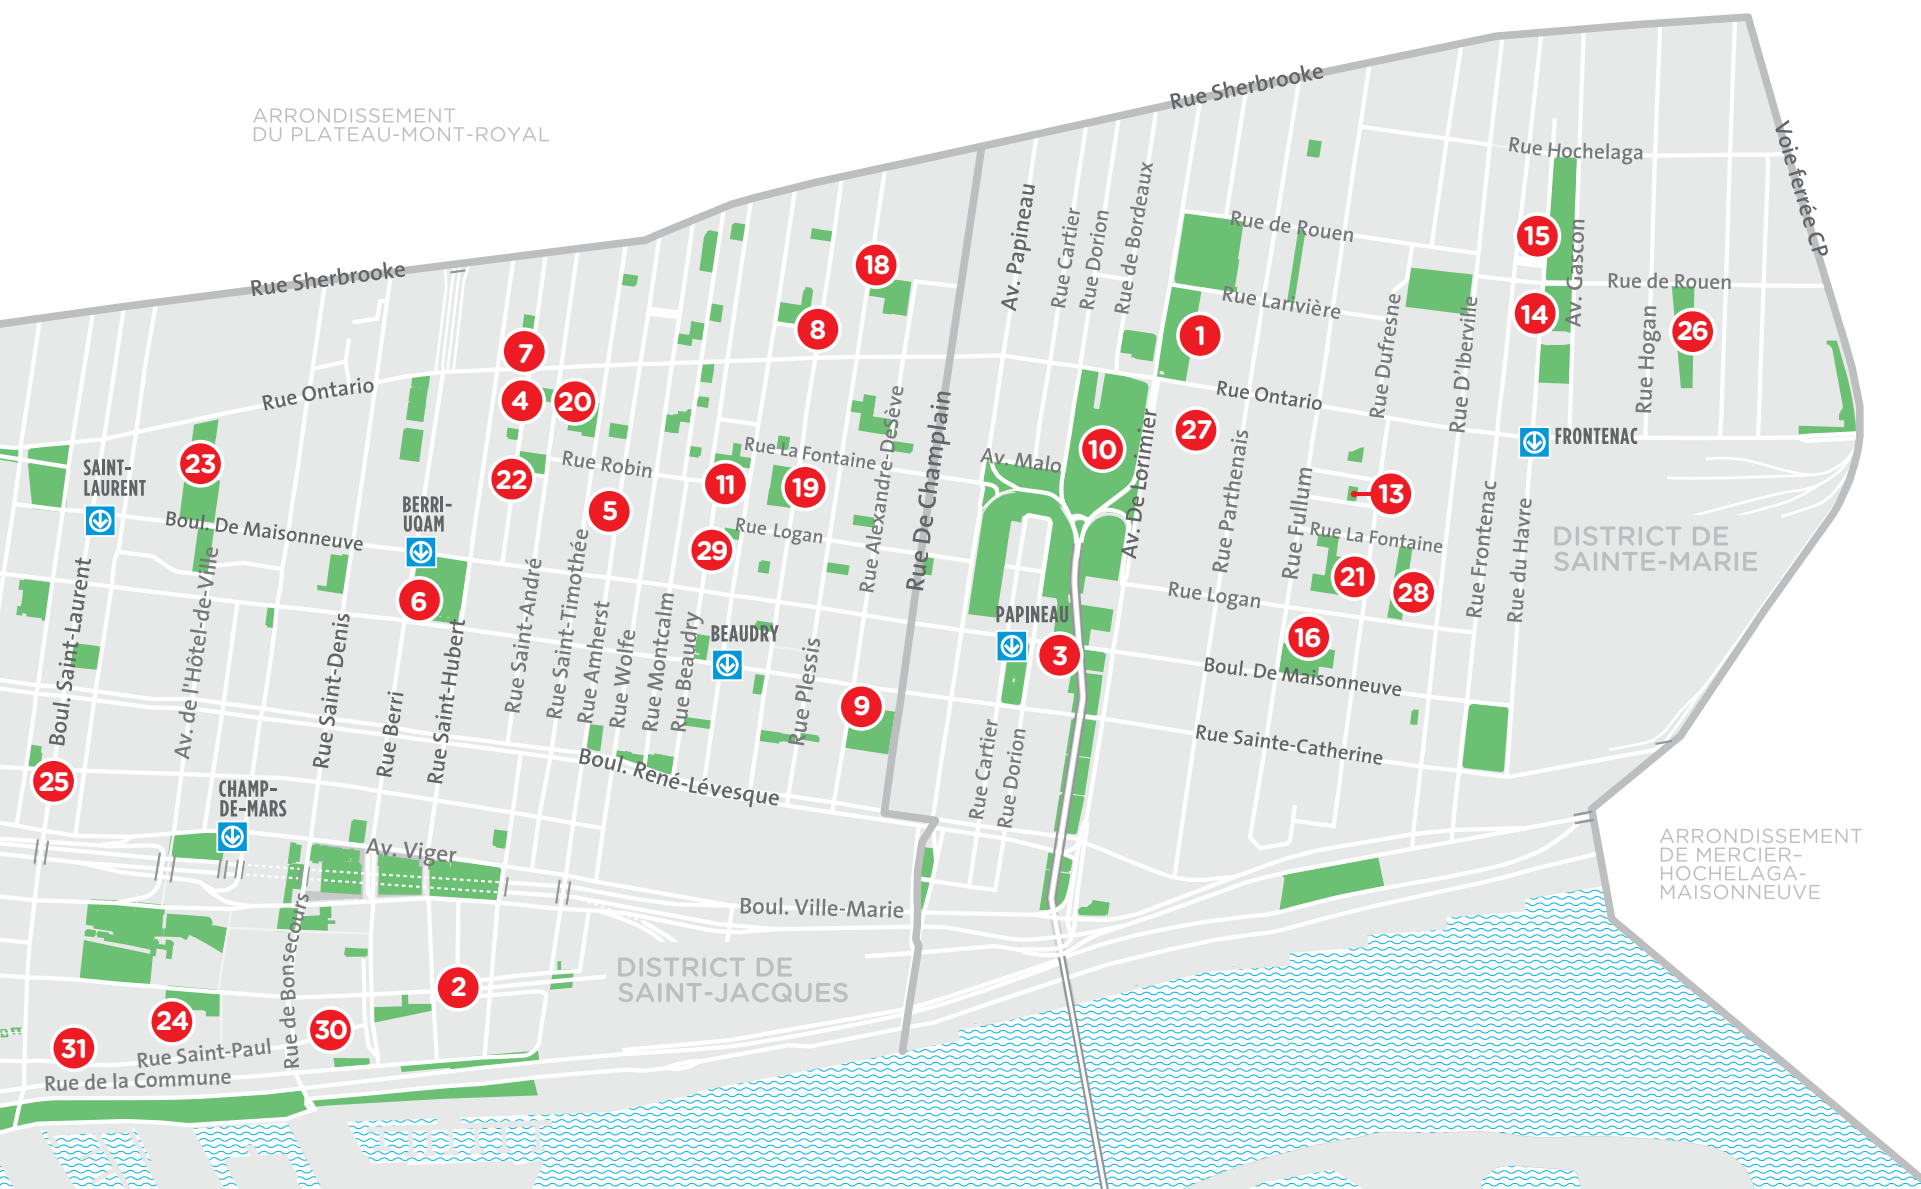 ARRONDISSEMENT
DU PLATEAU-MONT-ROYAL
Rue Sherbrooke
Rue Sherbrooke
Voie ferrée CP
Rue Hochelaga
Rue de Rouen
Rue de Rouen
Rue Larivière
Av. Papineau
Rue Cartier
Rue Dorion
Rue de Bordeaux
Av. Gascon
Rue Hogan
Rue Dufresne
Rue D'Iberville
15
14
26
18
8
1
7
4
20
Rue Ontario
Rue Ontario
27
FRONTENAC
10
Av. Malo
Av. De Lorimier
Rue Parthenais
Rue Fullum
13
Rue La Fontaine
21
28
Rue Frontenac
Rue du Havre
DISTRICT DE
SAINTE-MARIE
Rue Logan
16
Boul. De Maisonneuve
Rue Sainte-Catherine
PAPINEAU
3
Rue Cartier
Rue Dorion
Rue De Champlain
Rue Alexandre-DeSève
Rue La Fontaine
Rue Robin
22
5
11
19
29
Rue Logan
23
SAINT-
LAURENT
BERRI-
UQAM
Boul. De Maisonneuve
6
Boul. Saint-Laurent
Av. de l'Hôtel-de-Ville
Rue Saint-Denis
Rue Berri
Rue Saint-Hubert
Rue Saint-André
Rue Saint-Timothée
Rue Amherst
Rue Wolfe
Rue Montcalm
Rue Beaudry
BEAUDRY
Rue Plessis
9
Boul. René-Lévesque
25
CHAMP-
DE-MARS
Av. Viger
Boul. Ville-Marie
ARRONDISSEMENT
DE MERCIER-
HOCHELAGA-
MAISONNEUVE
DISTRICT DE
SAINT-JACQUES
Rue de Bonsecours
2
24
30
31
Rue Saint-Paul
Rue de la Commune